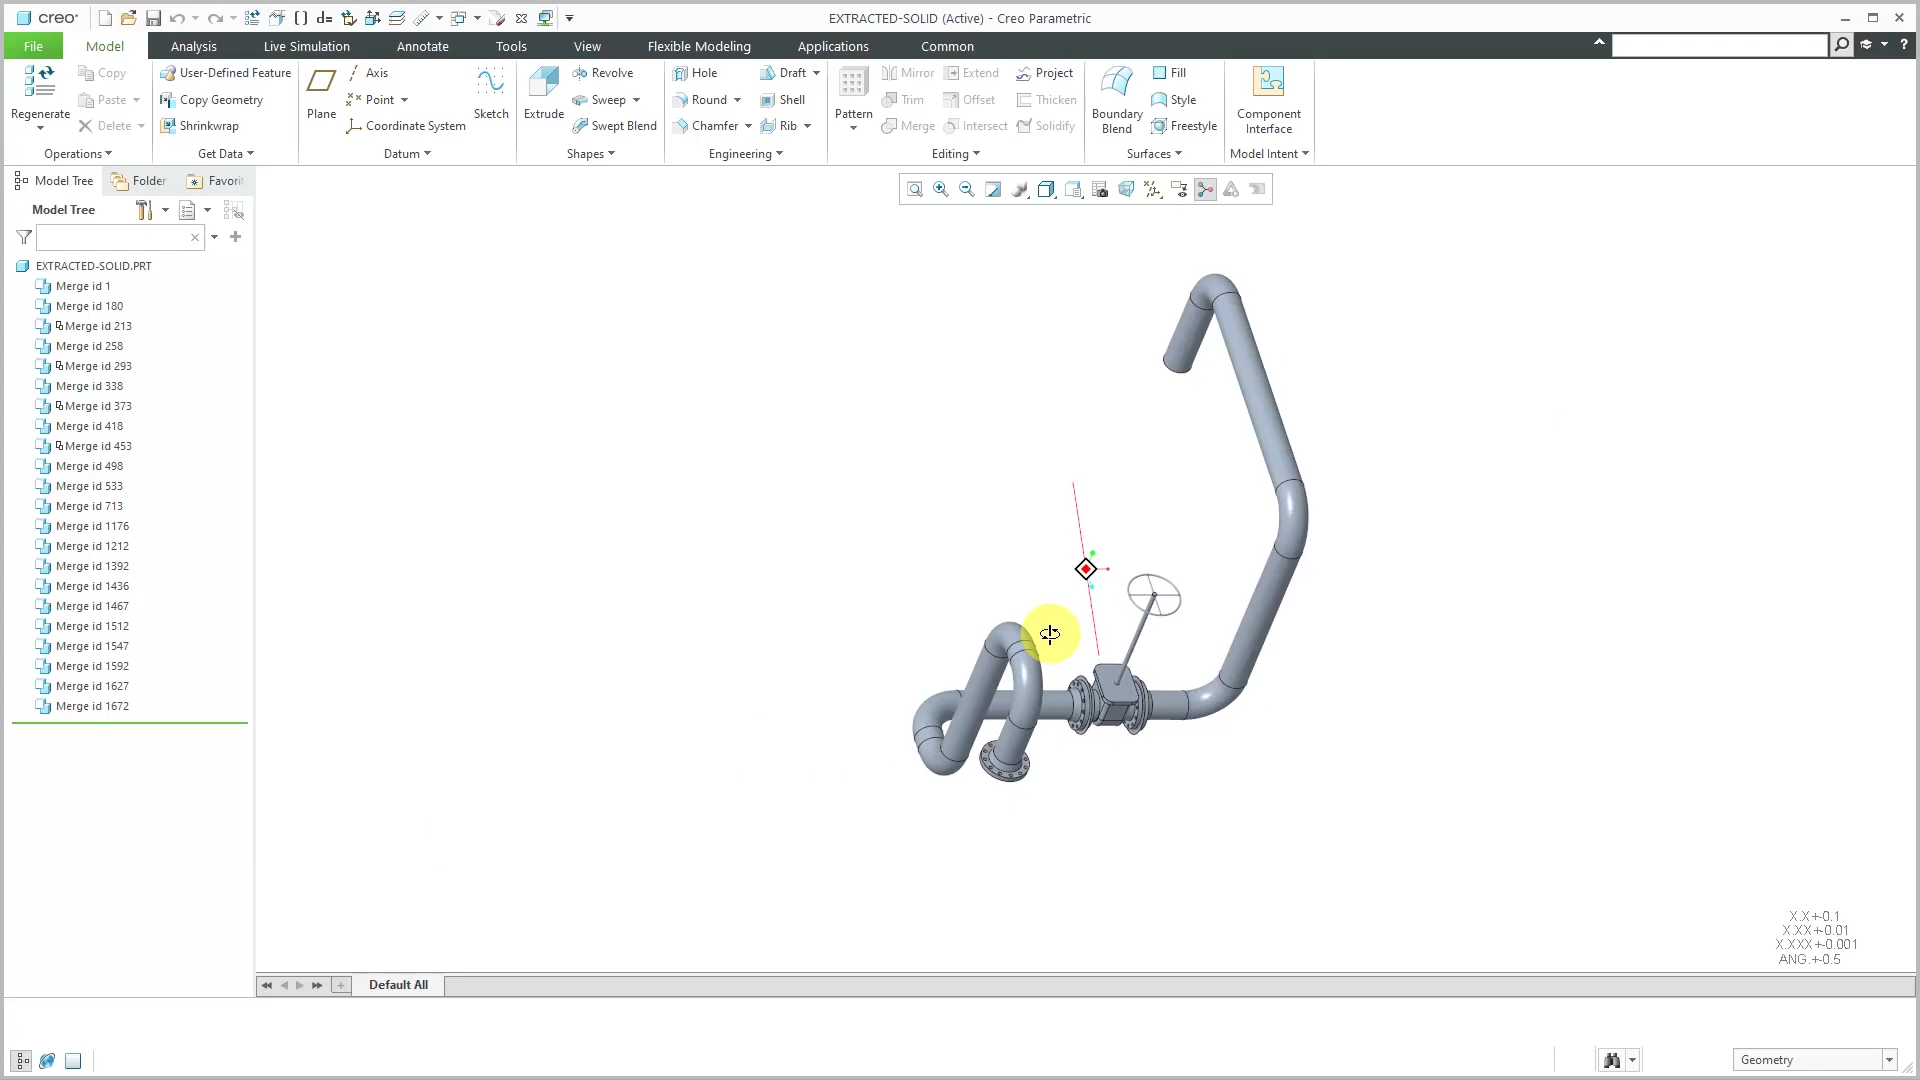 creo
EXTRACTED-SOLID (Active) - Creo Parametric
File
Model
Analysis
Live Simulation
Annotate
Tools
View
Flexible Modeling
Applications
Common
Regenerate
Copy
Paste
Delete
Operations
User-Defined Feature
Copy Geometry
Shrinkwrap
Get Data
Plane
Axis
Point
Coordinate System
Sketch
Datum
Extrude
Revolve
Sweep
Swept Blend
Shapes
Hole
Round
Chamfer
Draft
Shell
Rib
Engineering
Pattern
Mirror
Trim
Merge
Extend
Offset
Intersect
Project
Thicken
Solidify
Editing
Boundary
Blend
Fill
Style
Freestyle
Surfaces
Component
Interface
Model Intent
Model Tree
Folder
Favorit
Model Tree
EXTRACTED-SOLID.PRT
Merge id 1
Merge id 180
Merge id 213
Merge id 258
Merge id 293
Merge id 338
Merge id 373
Merge id 418
Merge id 453
Merge id 498
Merge id 533
Merge id 713
Merge id 1176
Merge id 1212
Merge id 1392
Merge id 1436
Merge id 1467
Merge id 1512
Merge id 1547
Merge id 1592
Merge id 1627
Merge id 1672
X.X+-0.1
X.XX+-0.01
X.XXX+-0.001
ANG.+-0.5
Default All
Geometry